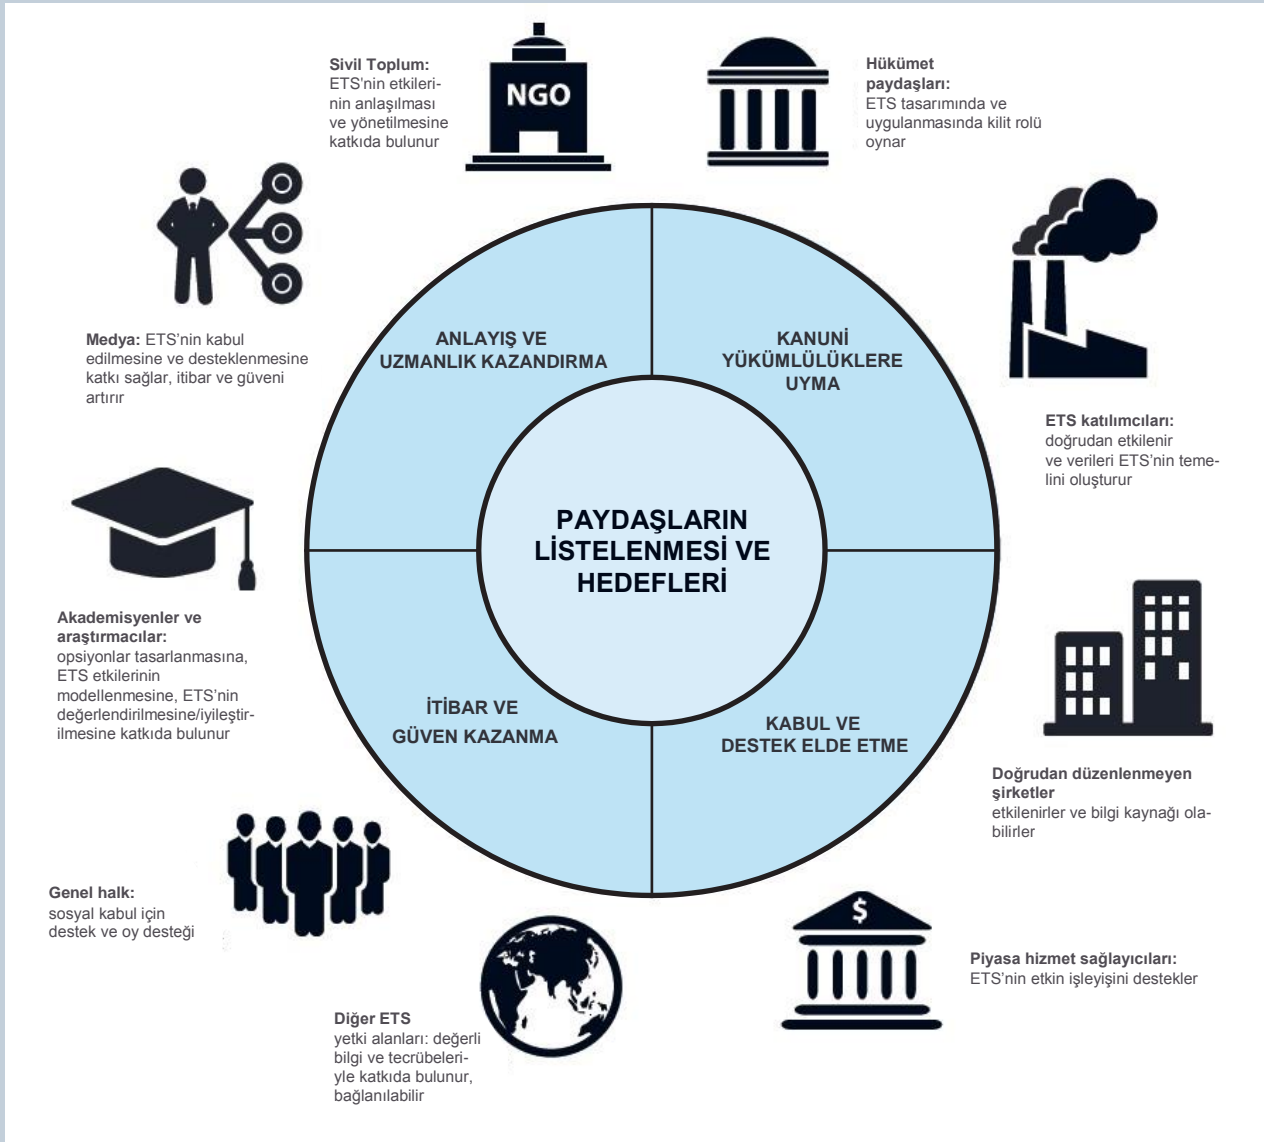 Sivil Toplum:
ETS’nin etkileri-
nin anlaşılması
ve yönetilmesine
katkıda bulunur
NGO
Hükümet
paydaşları:
ETS tasarımında ve
uygulanmasında kilit rolü
oynar
Medya: ETS’nin kabul
edilmesine ve desteklenmesine
katkı sağlar, itibar ve güveni
artırır
ANLAYIŞ VE
UZMANLIK KAZANDIRMA
KANUNİ
YÜKÜMLÜLÜKLERE
UYMA
ETS katılımcıları:
doğrudan etkilenir
ve verileri ETS’nin teme-
lini oluşturur
PAYDAŞLARIN
LİSTELENMESİ VE
HEDEFLERİ
Akademisyenler ve
araştırmacılar:
opsiyonlar tasarlanmasına,
ETS etkilerinin
modellenmesine, ETS’nin
değerlendirilmesine/iyileştir-
ilmesine katkıda bulunur
İTİBAR VE
GÜVEN KAZANMA
KABUL VE
DESTEK ELDE ETME
Doğrudan düzenlenmeyen
şirketler
etkilenirler ve bilgi kaynağı ola-
bilirler
Genel halk:
sosyal kabul için
destek ve oy desteği
$
Piyasa hizmet sağlayıcıları:
ETS’nin etkin işleyişini destekler
Diğer ETS
yetki alanları: değerli
bilgi ve tecrübeleri-
yle katkıda bulunur,
bağlanılabilir